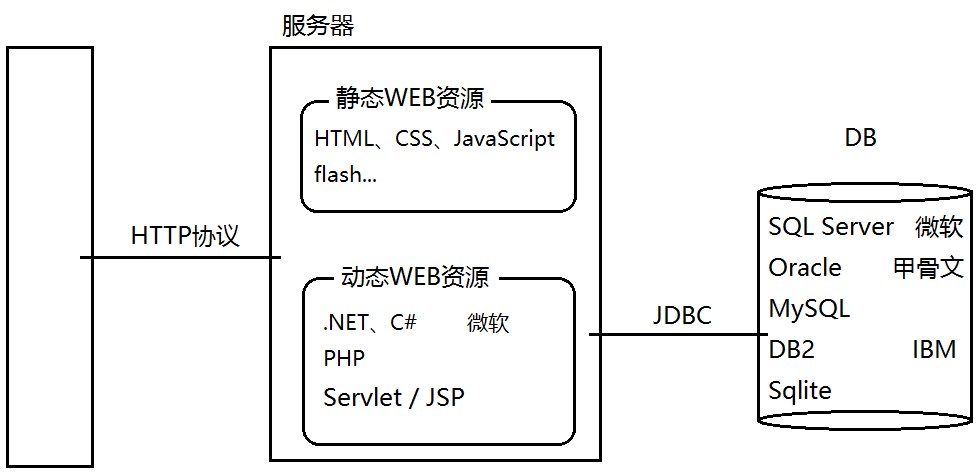 服务器
静态WEB资源
HTML、CSS、JavaScript
flash...
HTTP协议
动态WEB资源
.NET、C# 微软
PHP
Servlet / JSP
JDBC
DB
SQL Server 微软
Oracle 甲骨文
MySQL
DB2 IBM
Sqlite